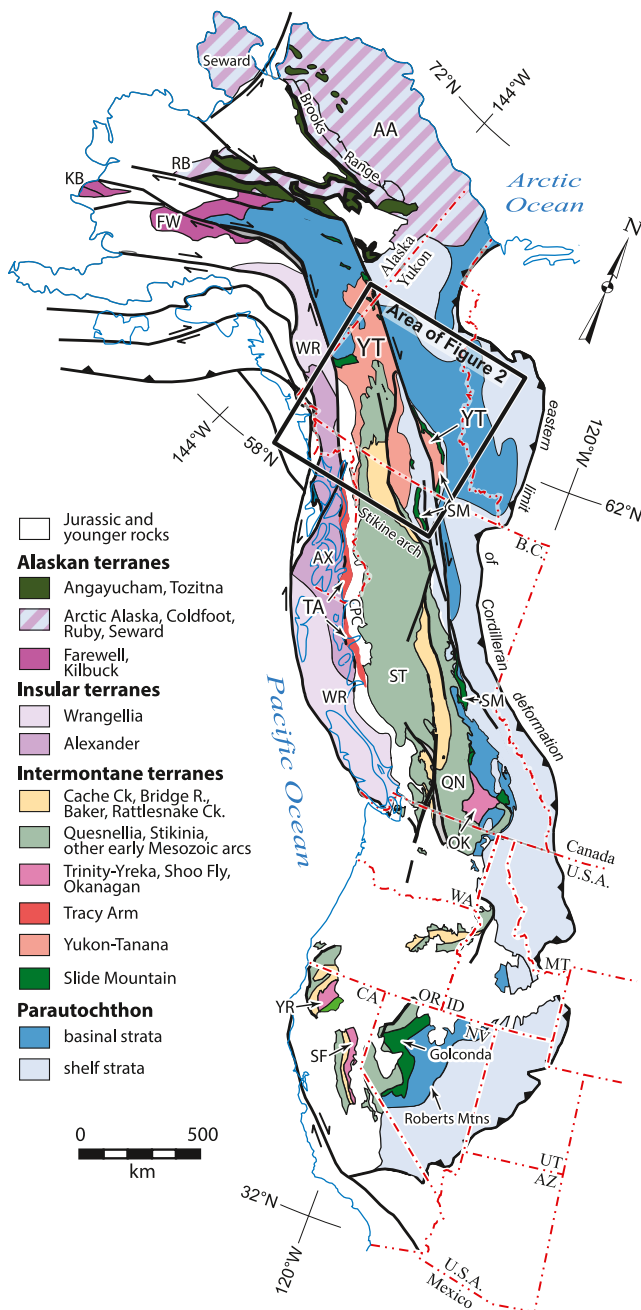 Seward
72°N
144°W
AA
Brooks
Range
RB
KB
FW
Arctic
Ocean
Alaska
Yukon
N
WR
YT
Area of Figure 2
YT
144°W
58°N
eastern
limit
of
Cordilleran
deformation
120°W
62°N
SM
B.C.
Stikine arch
AX
TA
CPC
ST
WR
SM
QN
OK
Pacific Ocean
Canada
U.S.A.
WA
MT
CA
OR
ID
NV
YR
SF
Golconda
Roberts Mtns
UT
AZ
32°N
120°W
U.S.A.
Mexico
Jurassic and
younger rocks
Alaskan terranes
Angayucham, Tozitna
Arctic Alaska, Coldfoot,
Ruby, Seward
Farewell,
Kilbuck
Insular terranes
Wrangellia
Alexander
Intermontane terranes
Cache Ck, Bridge R.,
Baker, Rattlesnake Ck.
Quesnellia, Stikinia,
other early Mesozoic arcs
Trinity-Yreka, Shoo Fly,
Okanagan
Tracy Arm
Yukon-Tanana
Slide Mountain
Parautochthon
basinal strata
shelf strata
0 500
km